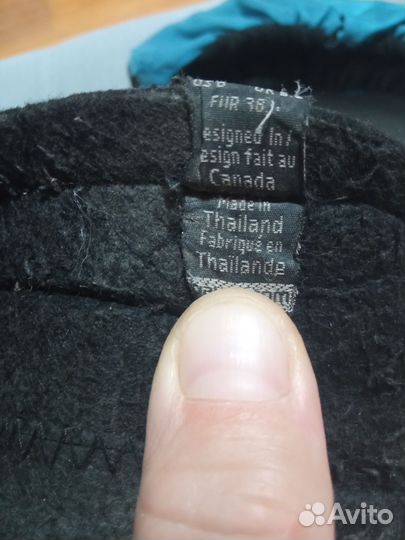 EUR 38
esigned In/
esign fait au
Canada
Made in
Thailand
Fabriqué en
Thaïlande
Avito